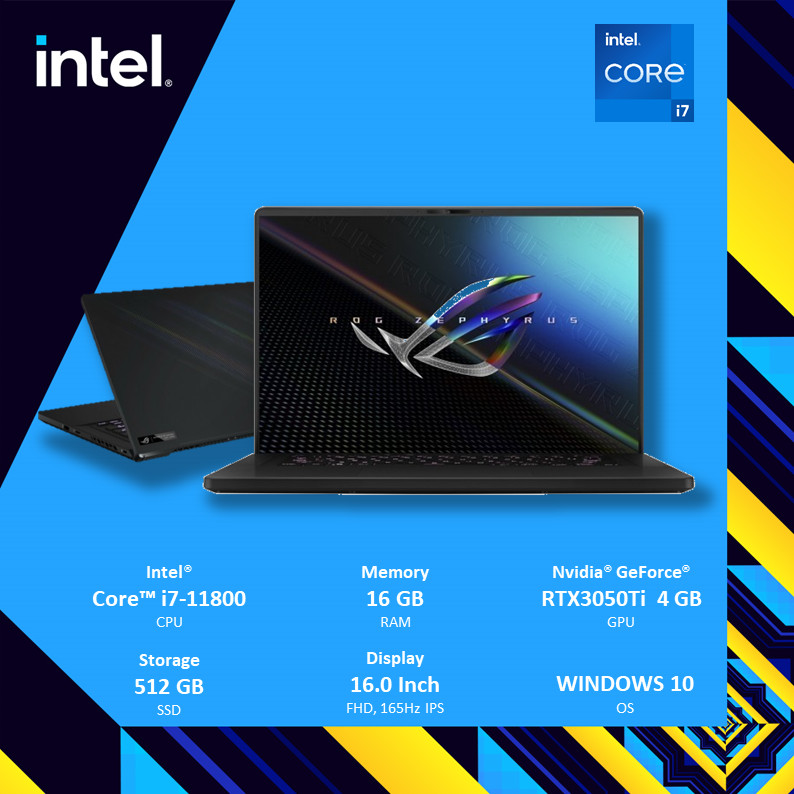 intel®
intel.
CORE™
i7
ROG ZEPHYRUS
Intel®
Core™ i7-11800
CPU
Memory
16 GB
RAM
Nvidia® GeForce®
RTX3050Ti 4 GB
GPU
Storage
512 GB
SSD
Display
16.0 Inch
FHD, 165Hz IPS
WINDOWS 10
OS